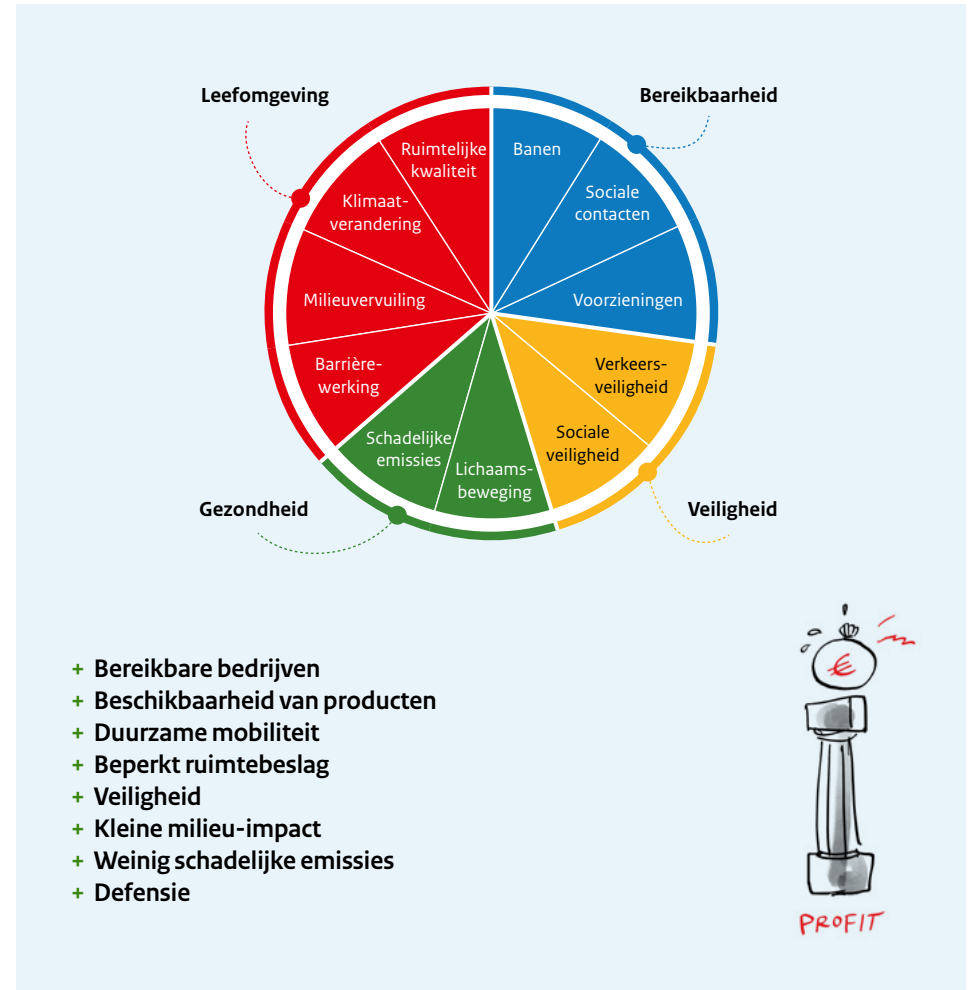 Leefomgeving
Bereikbaarheid
Ruimtelijke
kwaliteit
Banen
Klimaat-
verandering
Sociale
contacten
Milieuvervuiling
Voorzieningen
Barrière-
werking
Verkeers-
veiligheid
Schadelijke
emissies
Lichaams-
beweging
Sociale
veiligheid
Gezondheid
Veiligheid
€
+ Bereikbare bedrijven
+ Beschikbaarheid van producten
+ Duurzame mobiliteit
+ Beperkt ruimtebeslag
+ Veiligheid
+ Kleine milieu-impact
+ Weinig schadelijke emissies
+ Defensie
PROFIT